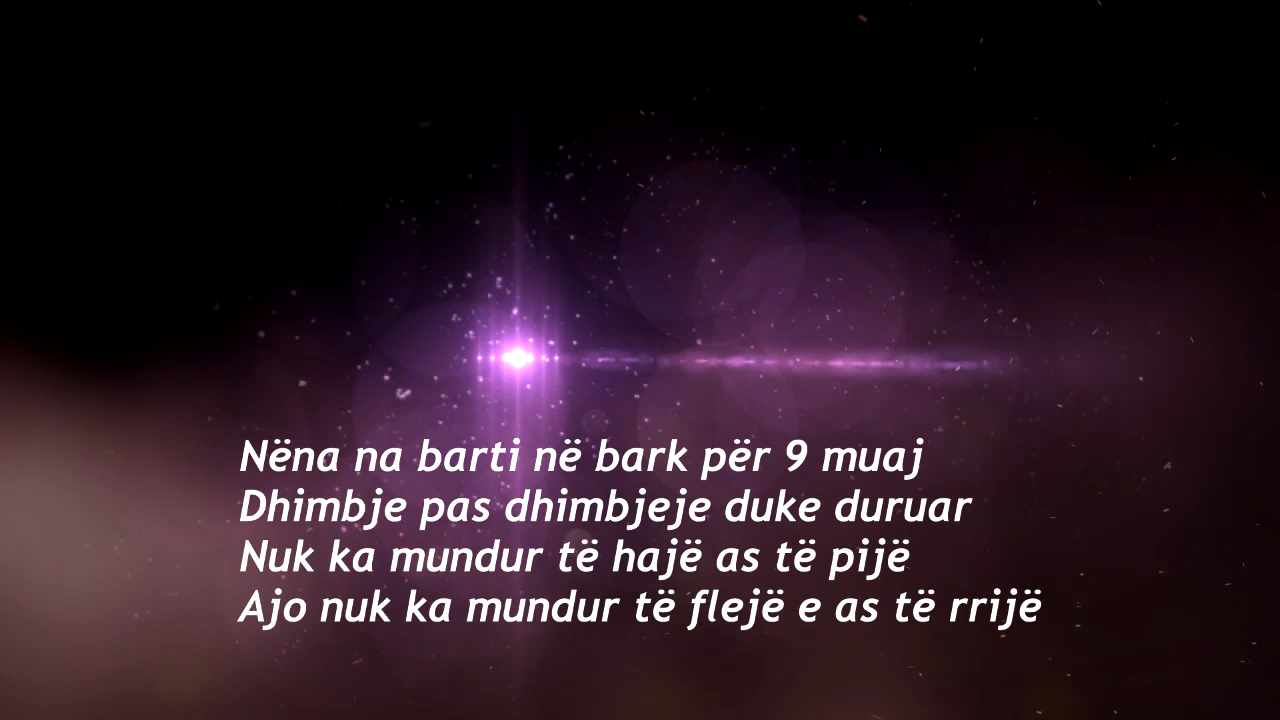 Nëna na barti në bark për 9 muaj
Dhimbje pas dhimbjeje duke duruar
Nuk ka mundur të hajë as të pijë
Ajo nuk ka mundur të flejë e as të rrijë